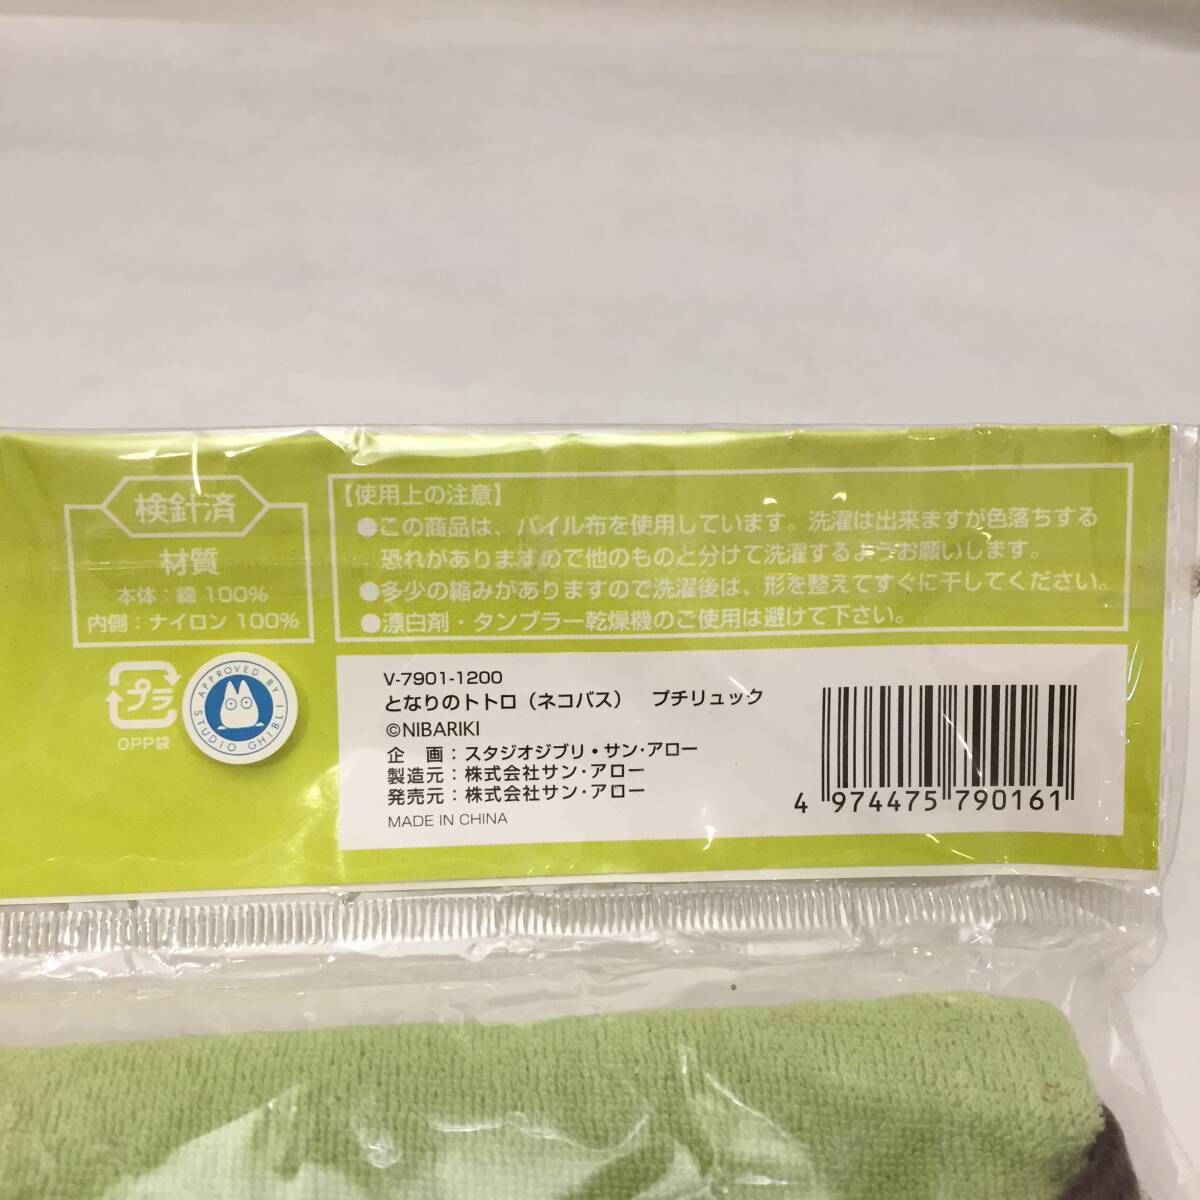 検針済
材質
本体：綿 100%
内側：ナイロン 100%
プラ
OPP袋
APPROVED BY
STUDIO GHIBLI
【使用上の注意】
●この商品は、パイル布を使用しています。洗濯は出来ますが色落ちする
恐れがありますので他のものと分けて洗濯するようお願いします。
●多少の縮みがありますので洗濯後は、形を整えてすぐに干してください。
●漂白剤・タンブラー乾燥機のご使用は避けて下さい。
V-7901-1200
となりのトトロ（ネコバス）　プチリュック
©NIBARIKI
企　画：スタジオジブリ・サン・アロー
製造元：株式会社サン・アロー
発売元：株式会社サン・アロー
MADE IN CHINA
4 974475 790161